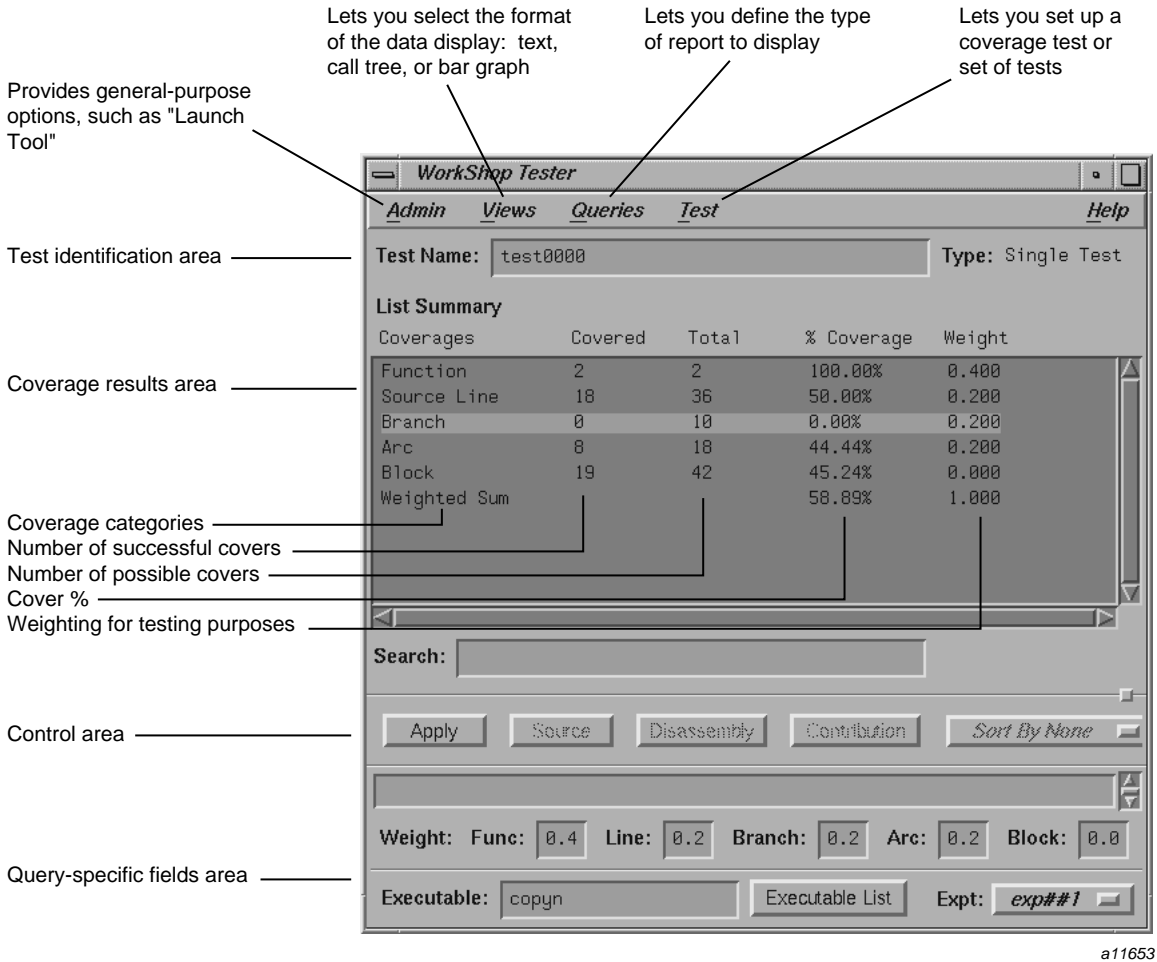 Lets you select the format
of the data display: text,
call tree, or bar graph
Lets you define the type
of report to display
Lets you set up a
coverage test or
set of tests
Provides general-purpose
options, such as "Launch
Tool"
WorkShop Tester
Admin Views Queries Test Help
Test identification area
Test Name: test0000 Type: Single Test
List Summary
Coverages Covered Total % Coverage Weight
Coverage results area
Function 2 2 100.00% 0.400
Source Line 18 36 50.00% 0.200
Branch 0 10 0.00% 0.200
Arc 8 18 44.44% 0.200
Block 19 42 45.24% 0.000
Weighted Sum 58.89% 1.000
Coverage categories
Number of successful covers
Number of possible covers
Cover %
Weighting for testing purposes
Search:
Control area
Apply Source Disassembly Contribution Sort By None
Weight: Func: 0.4 Line: 0.2 Branch: 0.2 Arc: 0.2 Block: 0.0
Query-specific fields area
Executable: copyn Executable List Expt: exp##1
a11653